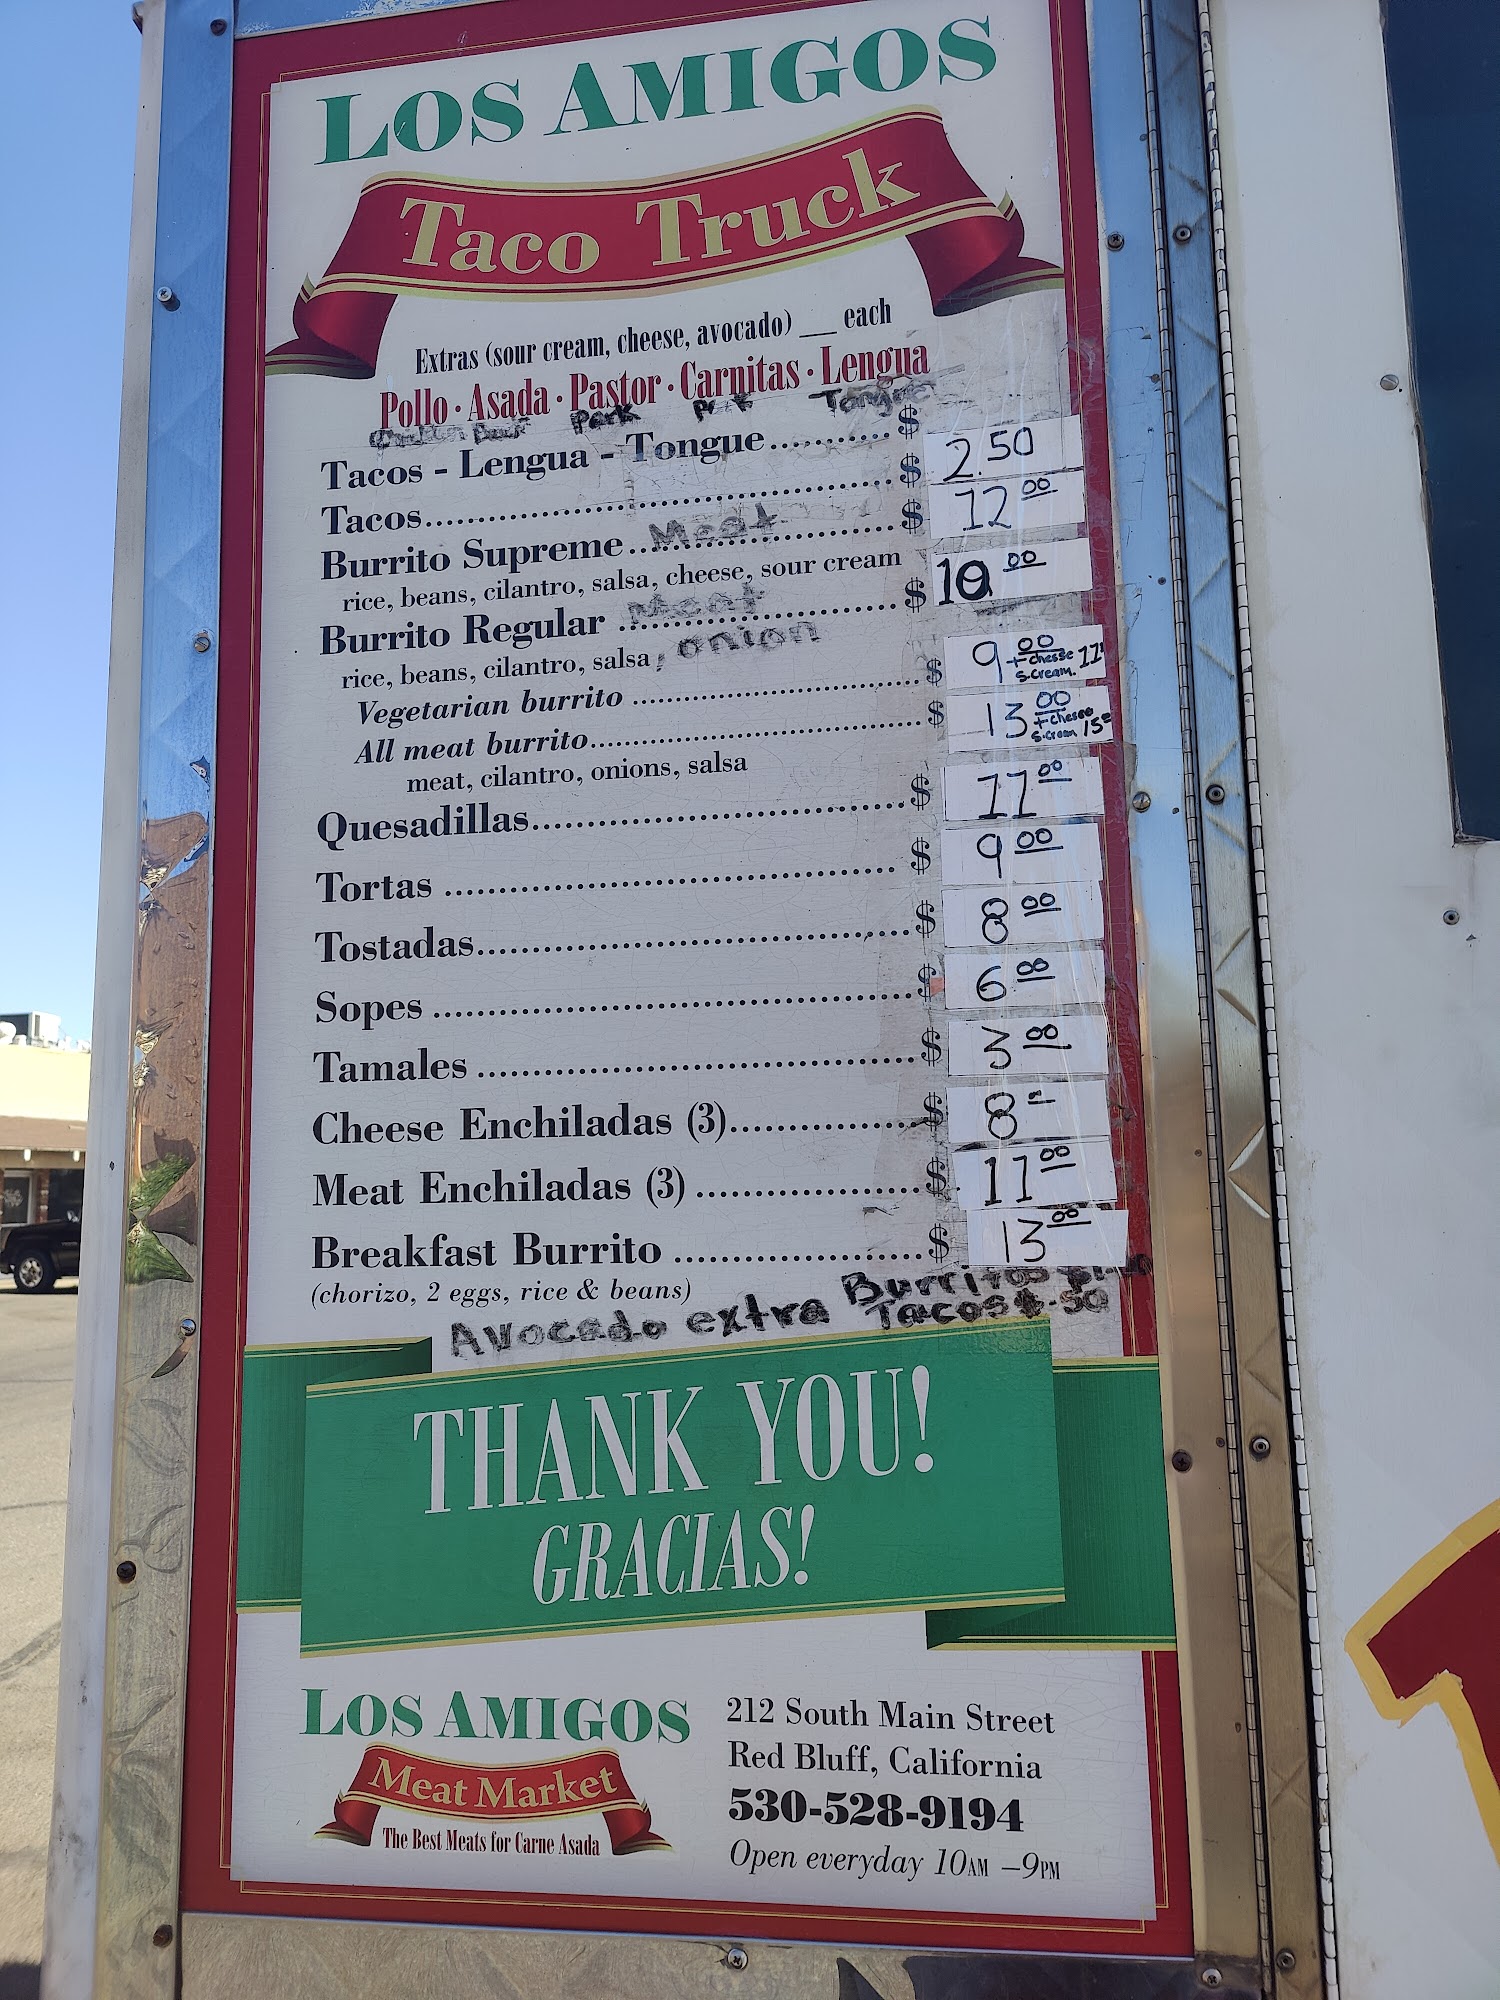 LOS AMIGOS
Taco Truck
Extras (sour cream, cheese, avocado) __ each
Pollo · Asada · Pastor · Carnitas · Lengua
Chicken Beef Pork Pork Tongue
Tacos - Lengua - Tongue.......... $
Tacos.......... $ 2.50
Burrito Supreme.. Meat .......... $ 12 00
rice, beans, cilantro, salsa, cheese, sour cream
Burrito Regular .. Meat .......... $ 10 00
rice, beans, cilantro, salsa, onion
Vegetarian burrito .......... $ 9 00 + Chesse S.Cream. 11
All meat burrito.......... $ 13 00 + Chesse S.Cream 15
meat, cilantro, onions, salsa
Quesadillas.......... $ 11 00
Tortas .......... $ 9 00
Tostadas.......... $ 8 00
Sopes .......... $ 6 00
Tamales .......... $ 3 00
Cheese Enchiladas (3).......... $ 8
Meat Enchiladas (3) .......... $ 11 00
Breakfast Burrito .......... $ 13 00
(chorizo, 2 eggs, rice & beans)
Avocado extra Burritos
Tacos $.50
THANK YOU!
GRACIAS!
LOS AMIGOS
Meat Market
The Best Meats for Carne Asada
212 South Main Street
Red Bluff, California
530-528-9194
Open everyday 10AM –9PM